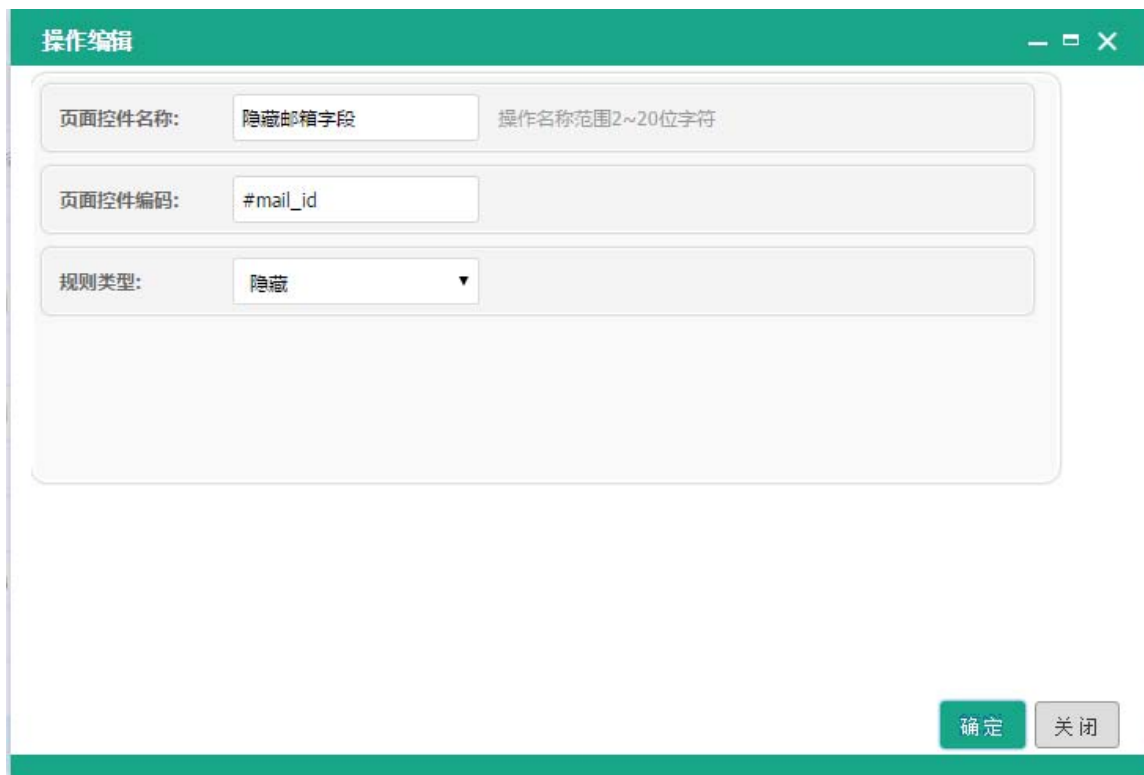 操作编辑
页面控件名称: 隐藏邮箱字段 操作名称范围2~20位字符
页面控件编码: #mail_id
规则类型: 隐藏
确定 关闭